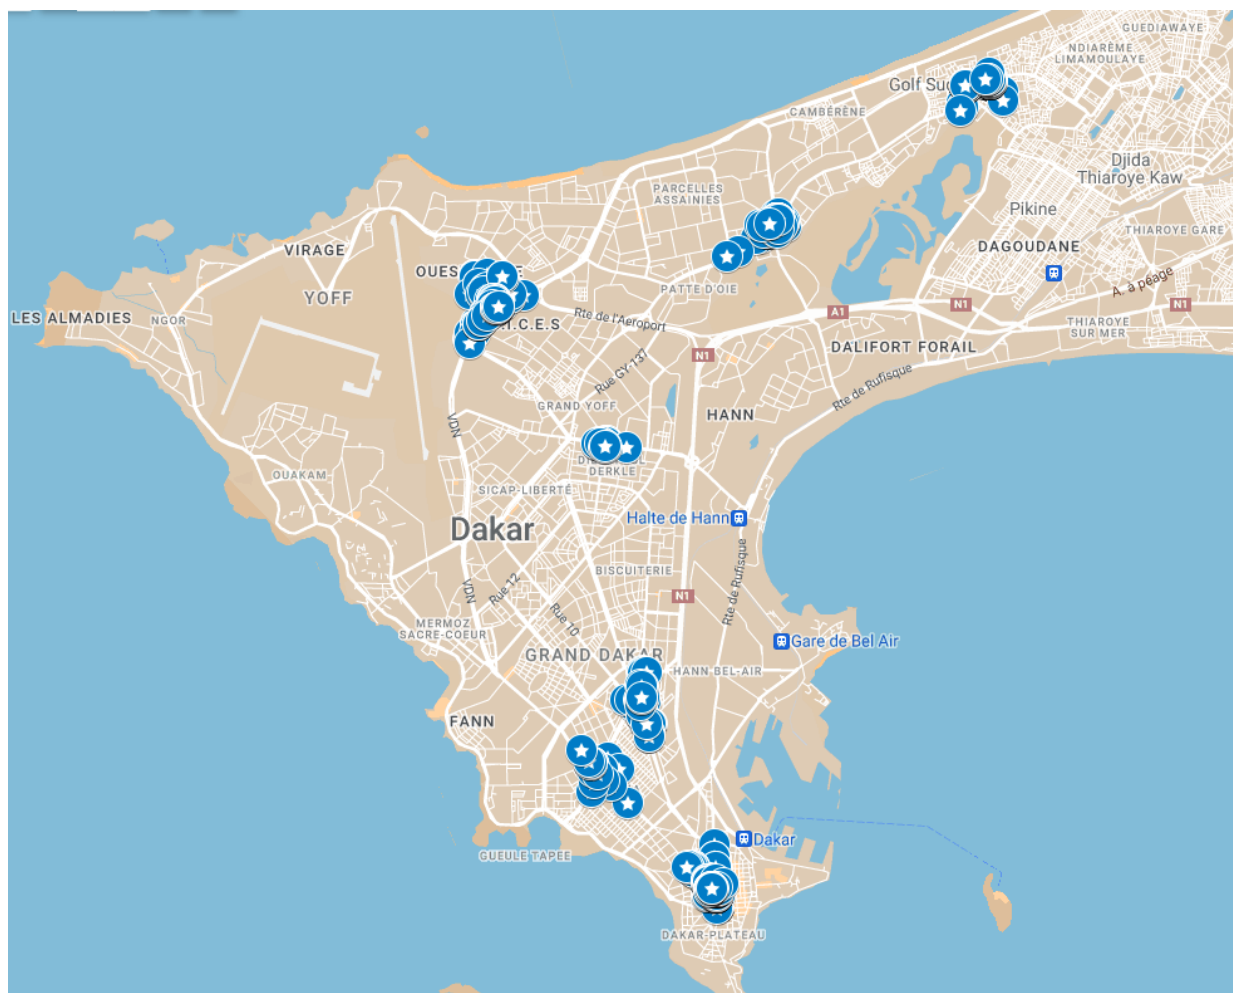 GUEDIAWAYE
NDIARÈME
LIMAMOULAYE
Golf Sud
CAMBÉRÈNE
Djida
Thiaroye Kaw
PARCELLES
ASSAINIES
Pikine
THIAROYE GARE
VIRAGE
DAGOUDANE
OUES
YOFF
PATTE D'OIE
A. à péage
LES ALMADIES
NGOR
I.C.E.S
Rte de l'Aeroport
A1
N1
N1
THIAROYE
SUR MER
N1
DALIFORT FORAIL
Rue GY-137
Rte de Rufisque
GRAND YOFF
HANN
VDN
DERKLE
OUAKAM
SICAP-LIBERTÉ
Dakar
Halte de Hann
BISCUITERIE
Rte de Rufisque
VDN
Rue 12
N1
Rue 10
MERMOZ
SACRE-COEUR
Gare de Bel Air
GRAND DAKAR
HANN BEL-AIR
FANN
Dakar
GUEULE TAPEE
DAKAR-PLATEAU